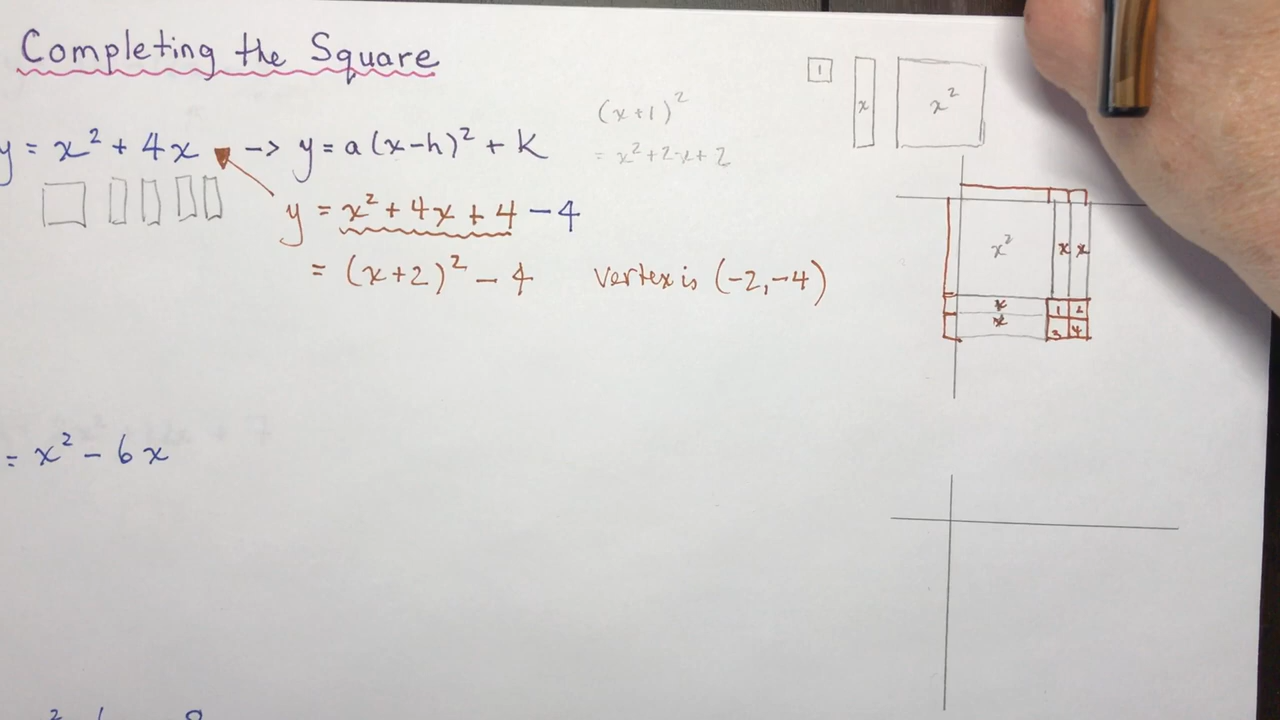 Completing the Square
y = x² + 4x -> y = a(x-h)² + k
y = x² + 4x + 4 - 4
= (x+2)² - 4 vertex is (-2,-4)
= x² - 6x
(x+1)²
= x²+2x+2
1 x x²
x² x x
x 1 2
x 3 4